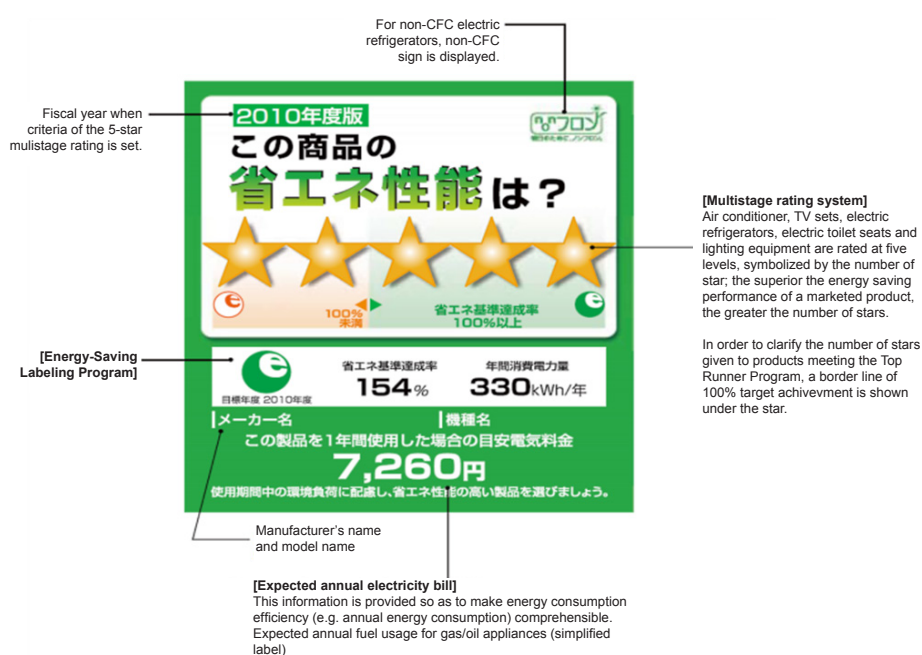 For non-CFC electric
refrigerators, non-CFC
sign is displayed.
Fiscal year when
criteria of the 5-star
mulistage rating is set.
2010年度版
nonフロン
この商品の
省エネ性能は？
[Multistage rating system]
Air conditioner, TV sets, electric
refrigerators, electric toilet seats and
lighting equipment are rated at five
levels, symbolized by the number of
star; the superior the energy saving
performance of a marketed product,
the greater the number of stars.
In order to clarify the number of stars
given to products meeting the Top
Runner Program, a border line of
100% target achivevment is shown
under the star.
e
100%
未満
省エネ基準達成率
100%以上
e
[Energy-Saving
Labeling Program]
e
目標年度 2010年度
省エネ基準達成率
154%
年間消費電力量
330kWh/年
メーカー名
機種名
この製品を1年間使用した場合の目安電気料金
7,260円
使用期間中の環境負荷に配慮し、省エネ性能の高い製品を選びましょう。
Manufacturer's name
and model name
[Expected annual electricity bill]
This information is provided so as to make energy consumption
efficiency (e.g. annual energy consumption) comprehensible.
Expected annual fuel usage for gas/oil appliances (simplified
label)